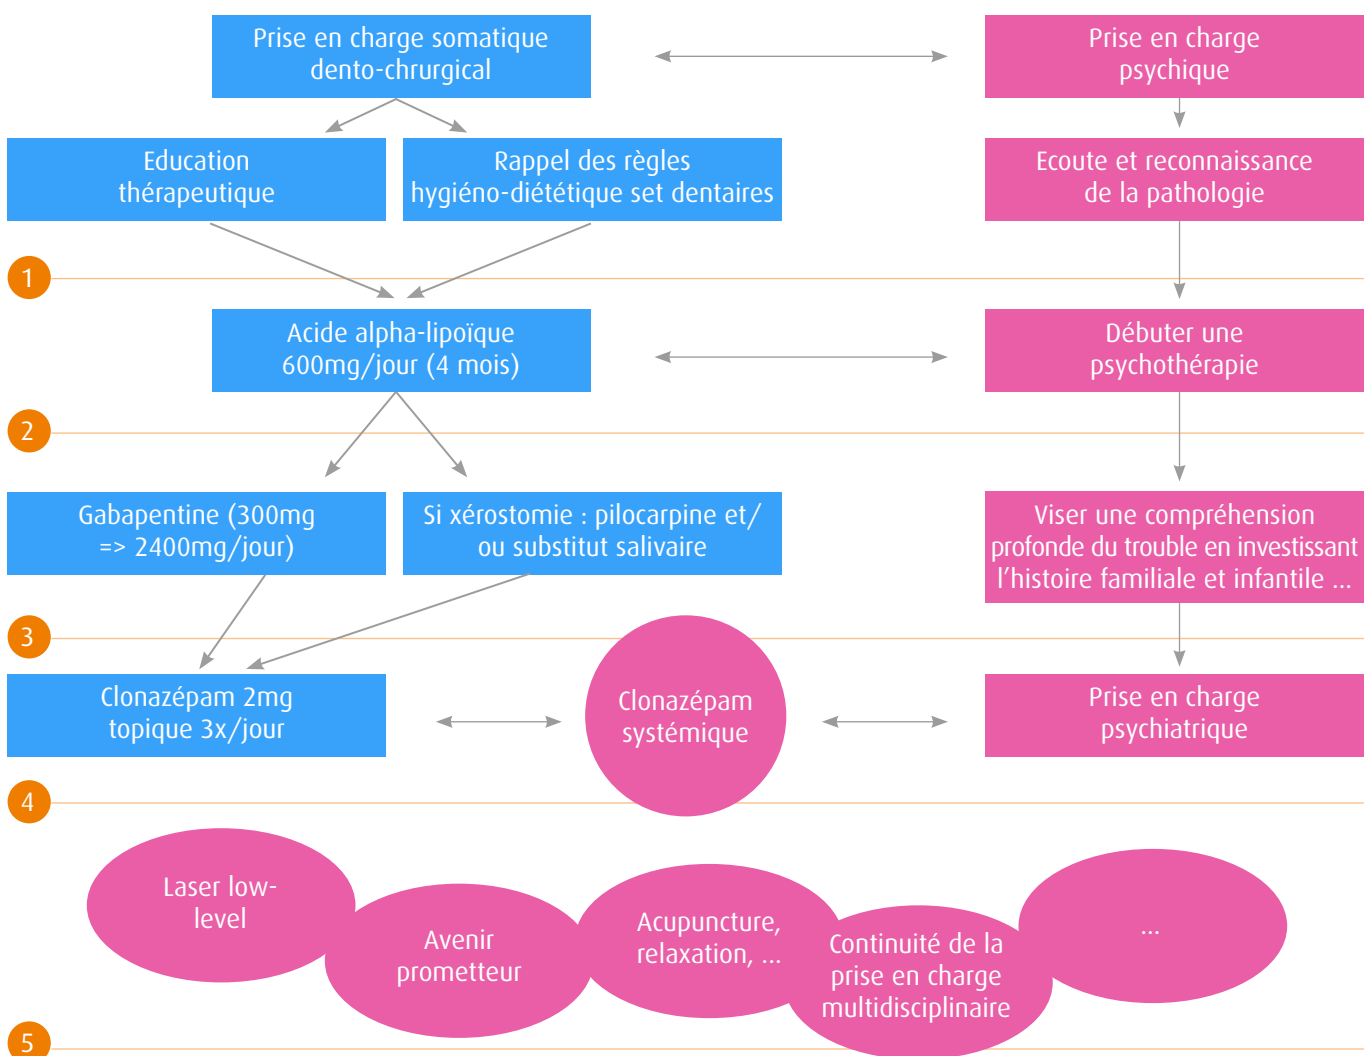 Prise en charge somatique
dento-chrurgical
Prise en charge
psychique
Education
thérapeutique
Rappel des règles
hygiéno-diététique set dentaires
Ecoute et reconnaissance
de la pathologie
1
Acide alpha-lipoïque
600mg/jour (4 mois)
Débuter une
psychothérapie
2
Gabapentine (300mg
=> 2400mg/jour)
Si xérostomie : pilocarpine et/
ou substitut salivaire
Viser une compréhension
profonde du trouble en investissant
l'histoire familiale et infantile ...
3
Clonazépam 2mg
topique 3x/jour
Clonazépam
systémique
Prise en charge
psychiatrique
4
Laser low-
level
Avenir
prometteur
Acupuncture,
relaxation, ...
Continuité de la
prise en charge
multidisciplinaire
...
5